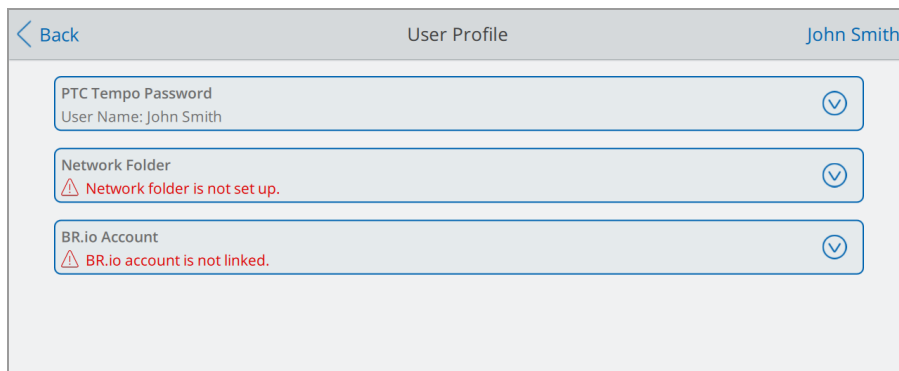 Back User Profile John Smith
PTC Tempo Password
User Name: John Smith
Network Folder
Network folder is not set up.
BR.io Account
BR.io account is not linked.